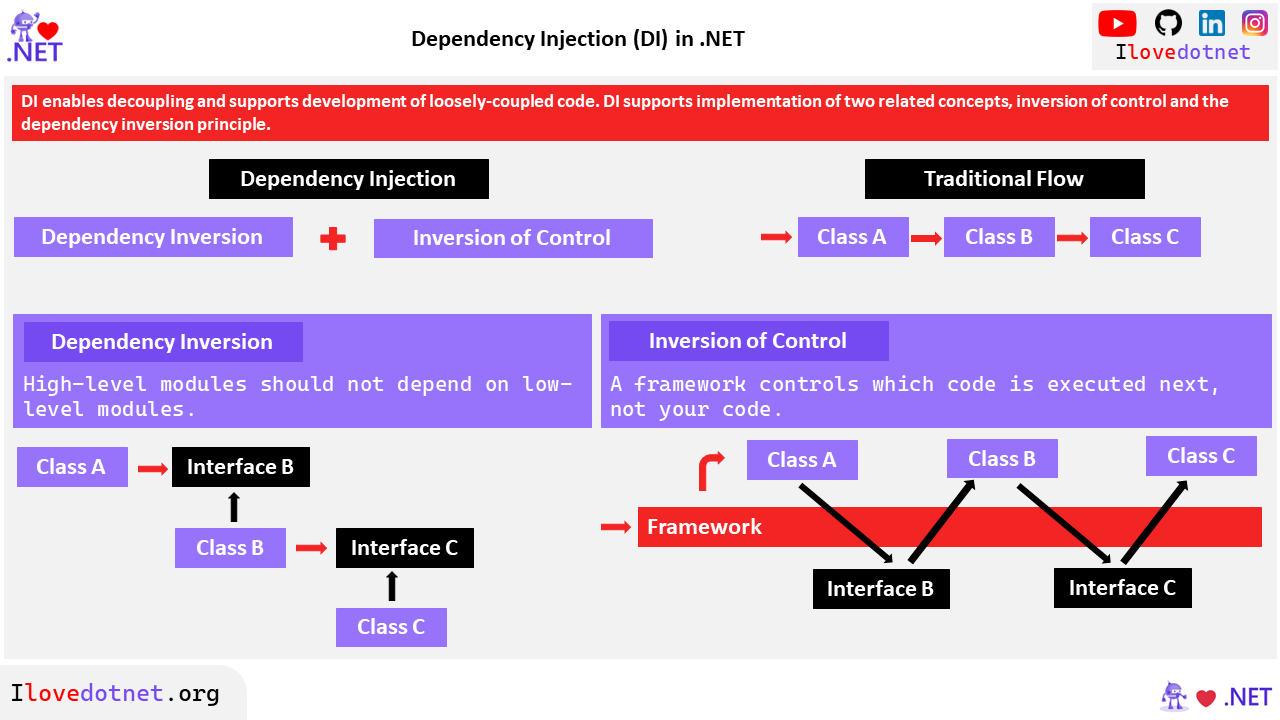 .NET
Dependency Injection (DI) in .NET
Ilovedotnet
DI enables decoupling and supports development of loosely-coupled code. DI supports implementation of two related concepts, inversion of control and the
dependency inversion principle.
Dependency Injection
Dependency Inversion
Inversion of Control
Traditional Flow
Class A
Class B
Class C
Dependency Inversion
High-level modules should not depend on low-
level modules.
Class A
Interface B
Class B
Interface C
Class C
Inversion of Control
A framework controls which code is executed next,
not your code.
Class A
Class B
Class C
Framework
Interface B
Interface C
Ilovedotnet.org
.NET